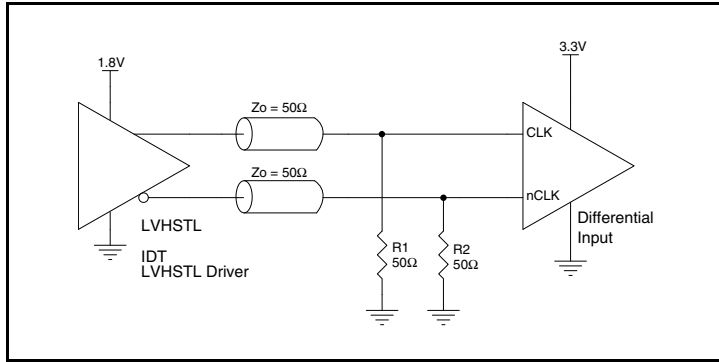 1.8V
3.3V
Zo = 50Ω
Zo = 50Ω
CLK
nCLK
LVHSTL
IDT
LVHSTL Driver
R1
50Ω
R2
50Ω
Differential
Input